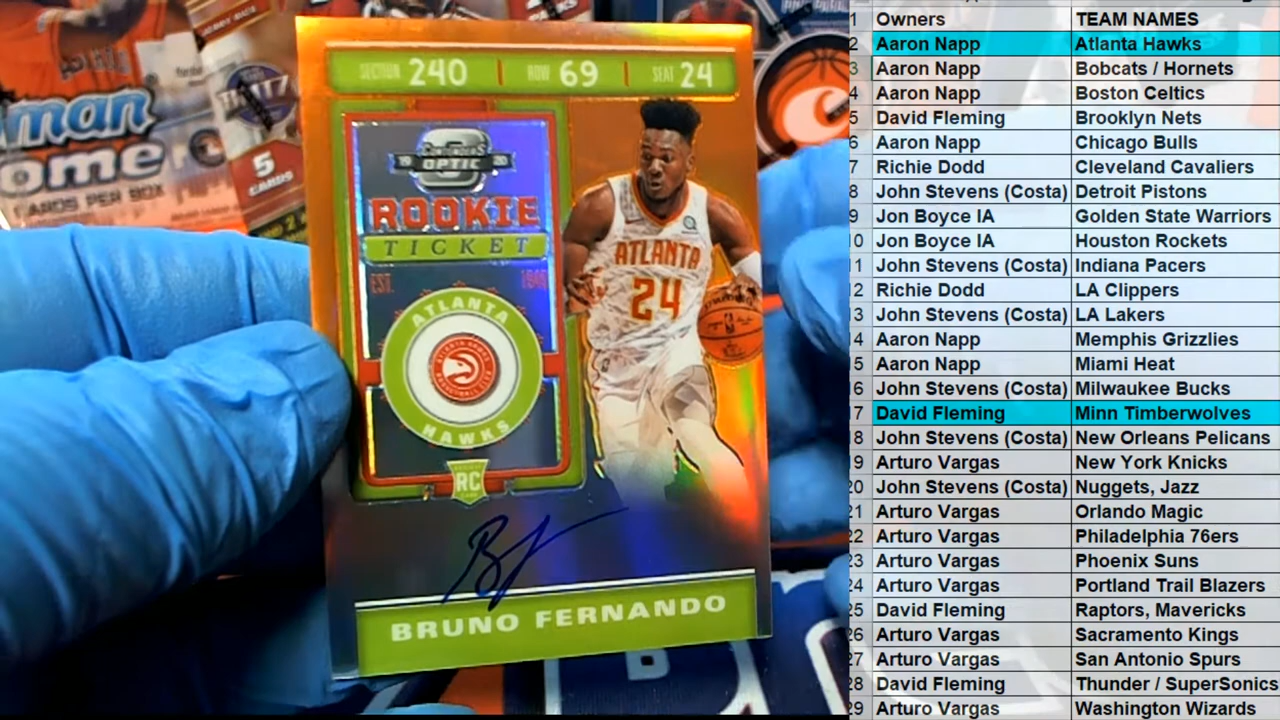 man
ome
CARDS PER BOX
5
CARDS
SECTION 240 ROW 69 SEAT 24
CONTENDERS
19 OPTIC 20
ROOKIE
TICKET
EST. 1946
ATLANTA
HAWKS
RC
ATLANTA
24
BRUNO FERNANDO
B
1 Owners TEAM NAMES
2 Aaron Napp Atlanta Hawks
3 Aaron Napp Bobcats / Hornets
4 Aaron Napp Boston Celtics
5 David Fleming Brooklyn Nets
6 Aaron Napp Chicago Bulls
7 Richie Dodd Cleveland Cavaliers
8 John Stevens (Costa) Detroit Pistons
9 Jon Boyce IA Golden State Warriors
10 Jon Boyce IA Houston Rockets
11 John Stevens (Costa) Indiana Pacers
12 Richie Dodd LA Clippers
13 John Stevens (Costa) LA Lakers
14 Aaron Napp Memphis Grizzlies
15 Aaron Napp Miami Heat
16 John Stevens (Costa) Milwaukee Bucks
17 David Fleming Minn Timberwolves
18 John Stevens (Costa) New Orleans Pelicans
19 Arturo Vargas New York Knicks
20 John Stevens (Costa) Nuggets, Jazz
21 Arturo Vargas Orlando Magic
22 Arturo Vargas Philadelphia 76ers
23 Arturo Vargas Phoenix Suns
24 Arturo Vargas Portland Trail Blazers
25 David Fleming Raptors, Mavericks
26 Arturo Vargas Sacramento Kings
27 Arturo Vargas San Antonio Spurs
28 David Fleming Thunder / SuperSonics
29 Arturo Vargas Washington Wizards